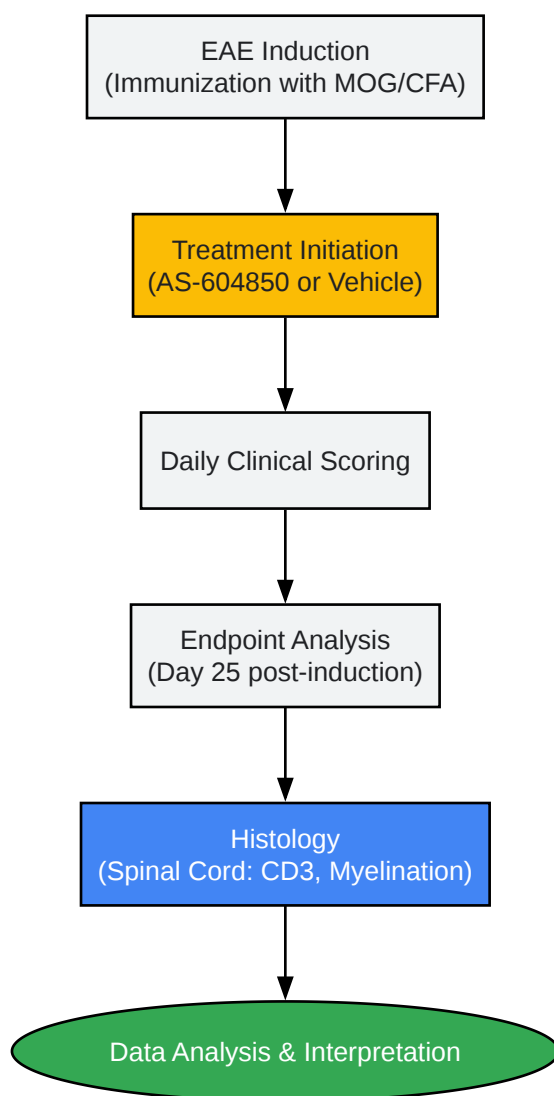 EAE Induction
(Immunization with MOG/CFA)
Treatment Initiation
(AS-604850 or Vehicle)
Daily Clinical Scoring
Endpoint Analysis
(Day 25 post-induction)
Histology
(Spinal Cord: CD3, Myelination)
Data Analysis & Interpretation